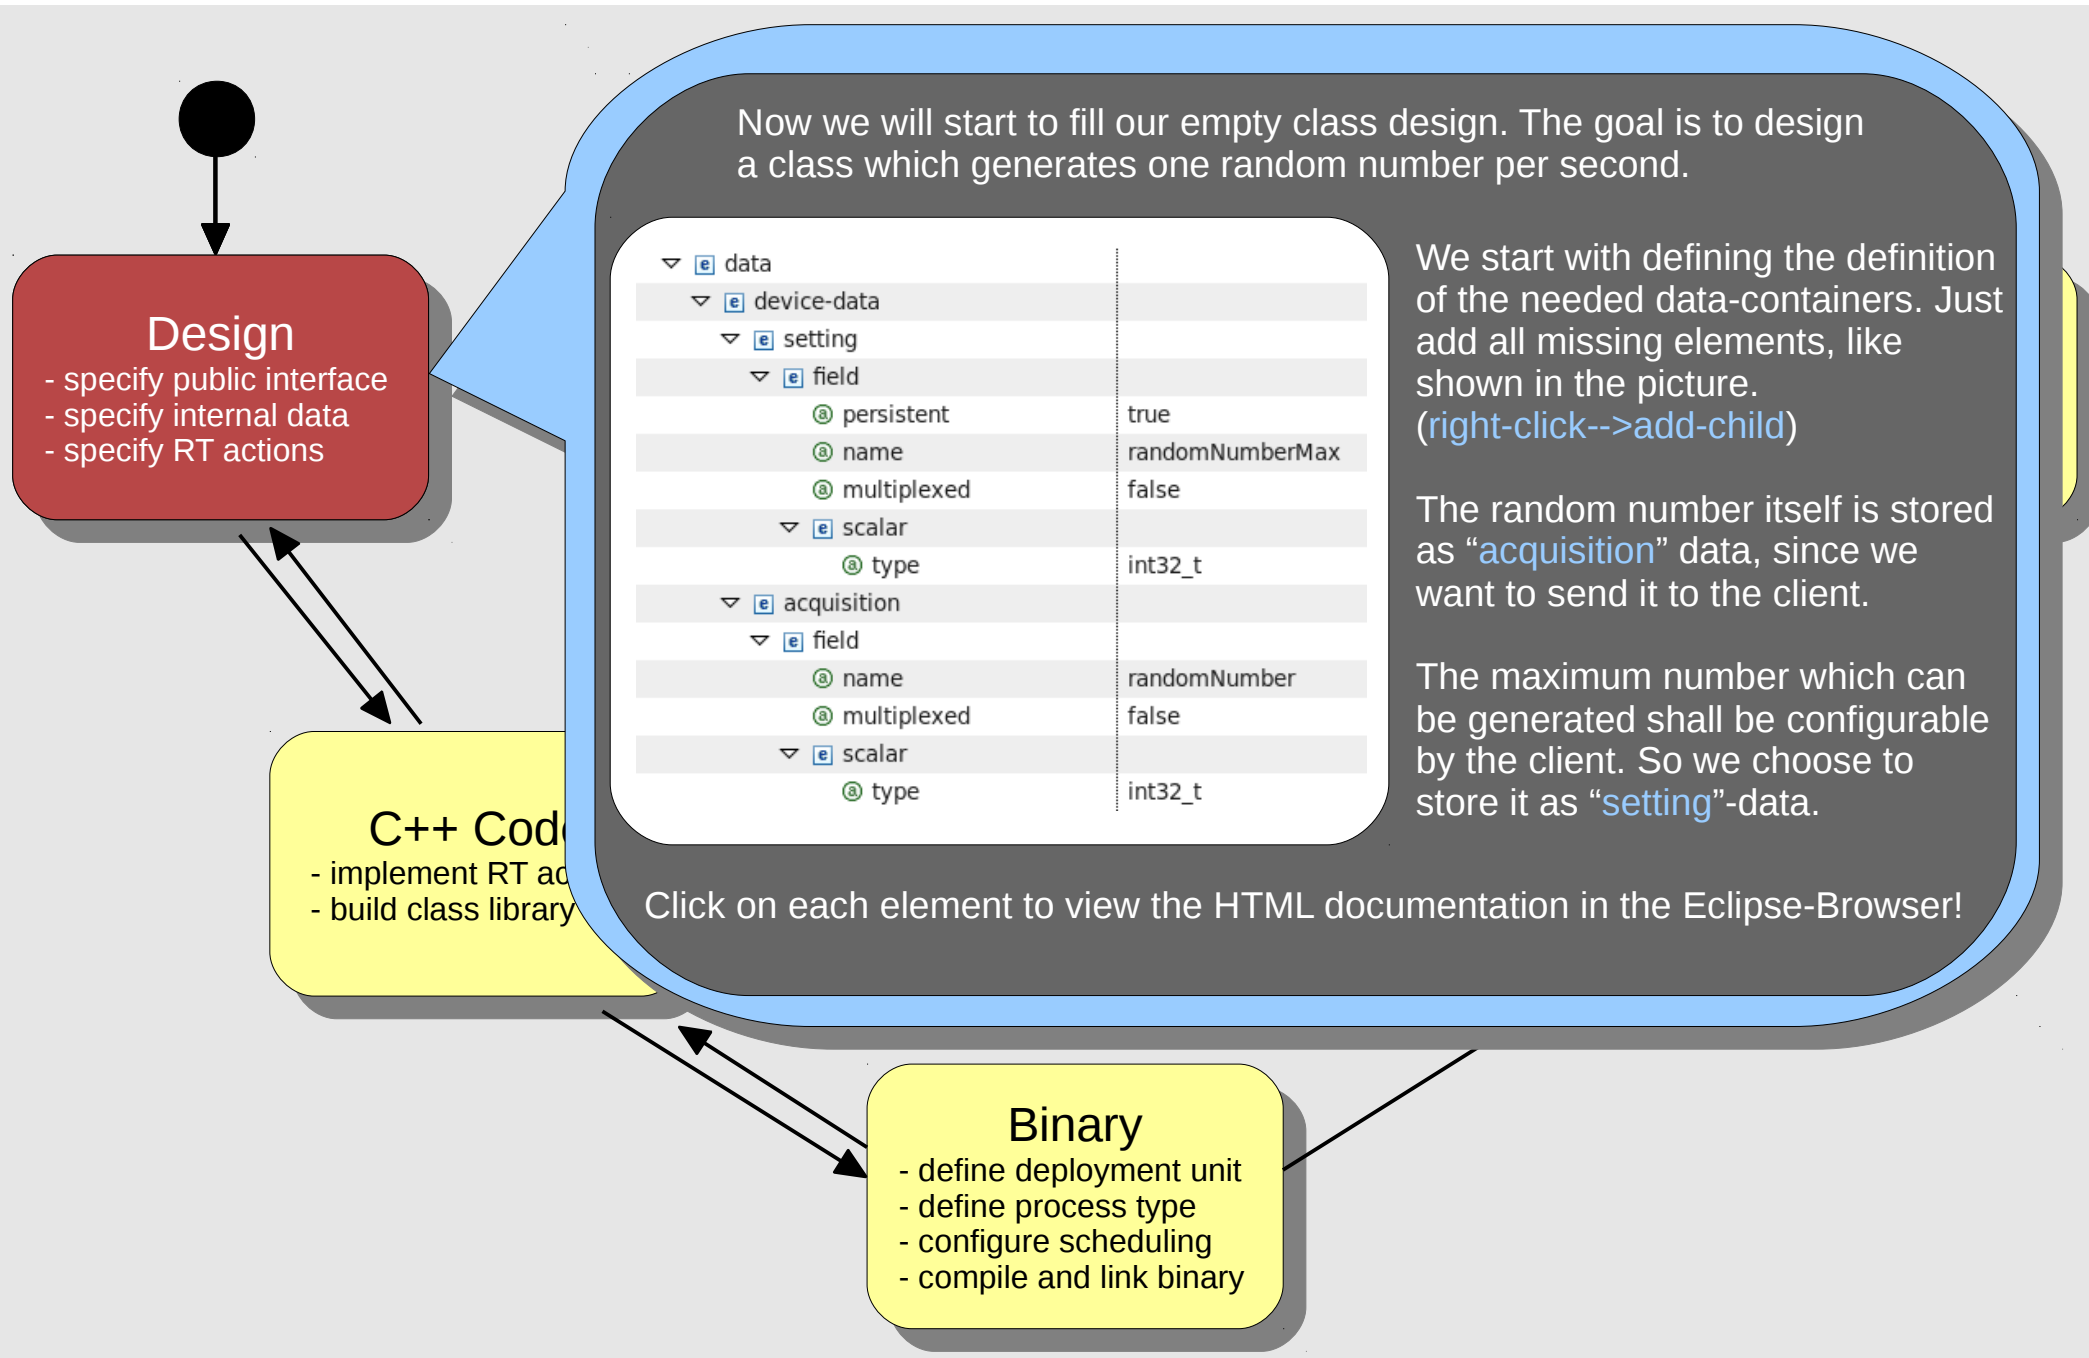 Now we will start to fill our empty class design. The goal is to design
a class which generates one random number per second.
Design
- specify public interface
- specify internal data
- specify RT actions
data
device-data
setting
field
persistent true
name randomNumberMax
multiplexed false
scalar
type int32_t
acquisition
field
name randomNumber
multiplexed false
scalar
type int32_t
We start with defining the definition
of the needed data-containers. Just
add all missing elements, like
shown in the picture.
(right-click-->add-child)
The random number itself is stored
as “acquisition” data, since we
want to send it to the client.
The maximum number which can
be generated shall be configurable
by the client. So we choose to
store it as “setting”-data.
Click on each element to view the HTML documentation in the Eclipse-Browser!
C++ Code
- implement RT
- build class library
Binary
- define deployment unit
- define process type
- configure scheduling
- compile and link binary